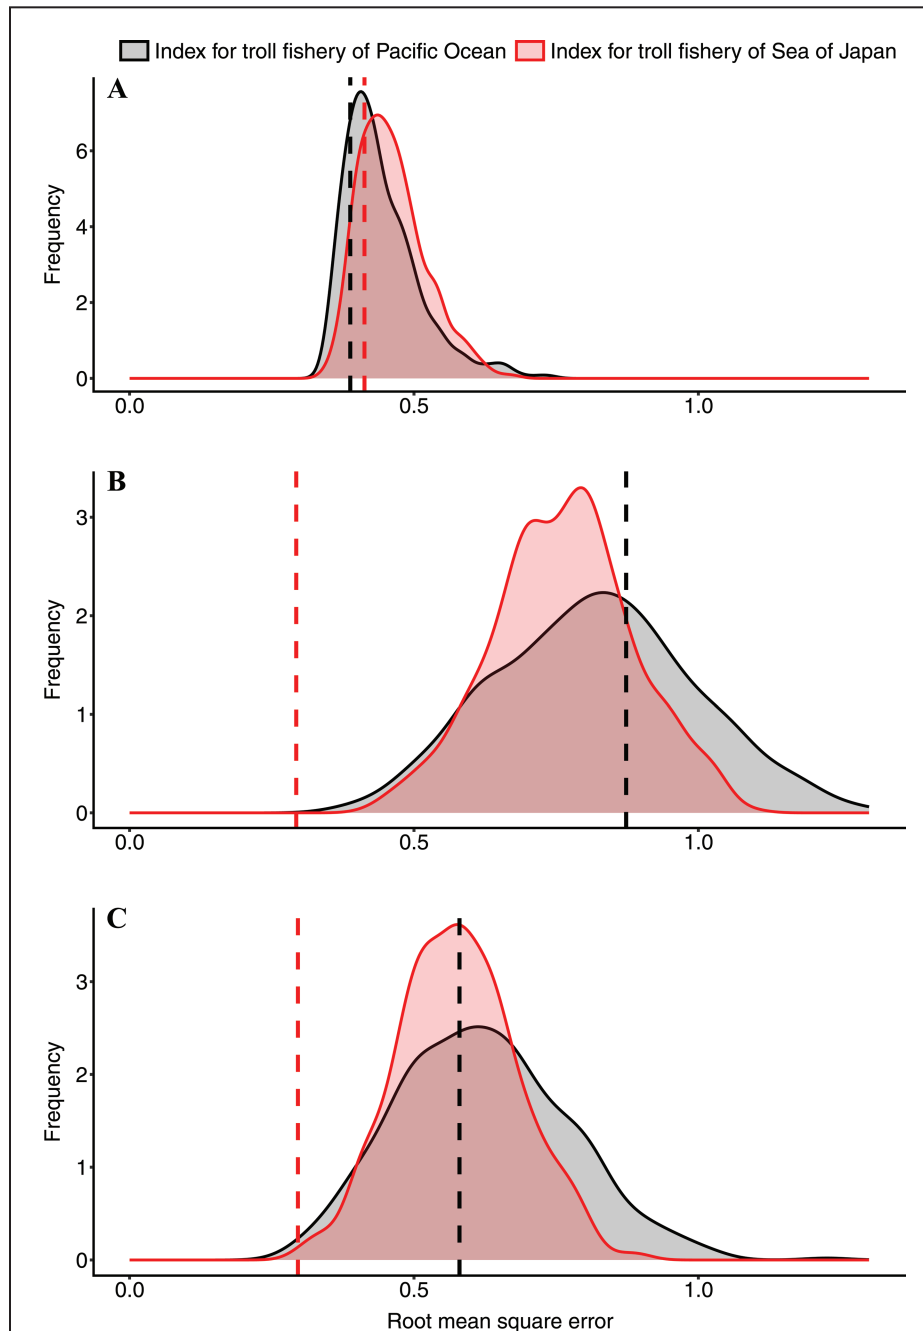 Index for troll fishery of Pacific Ocean Index for troll fishery of Sea of Japan
A
6
4
2
0
Frequency
0.0 0.5 1.0
B
3
2
1
0
Frequency
0.0 0.5 1.0
C
3
2
1
0
Frequency
0.0 0.5 1.0
Root mean square error